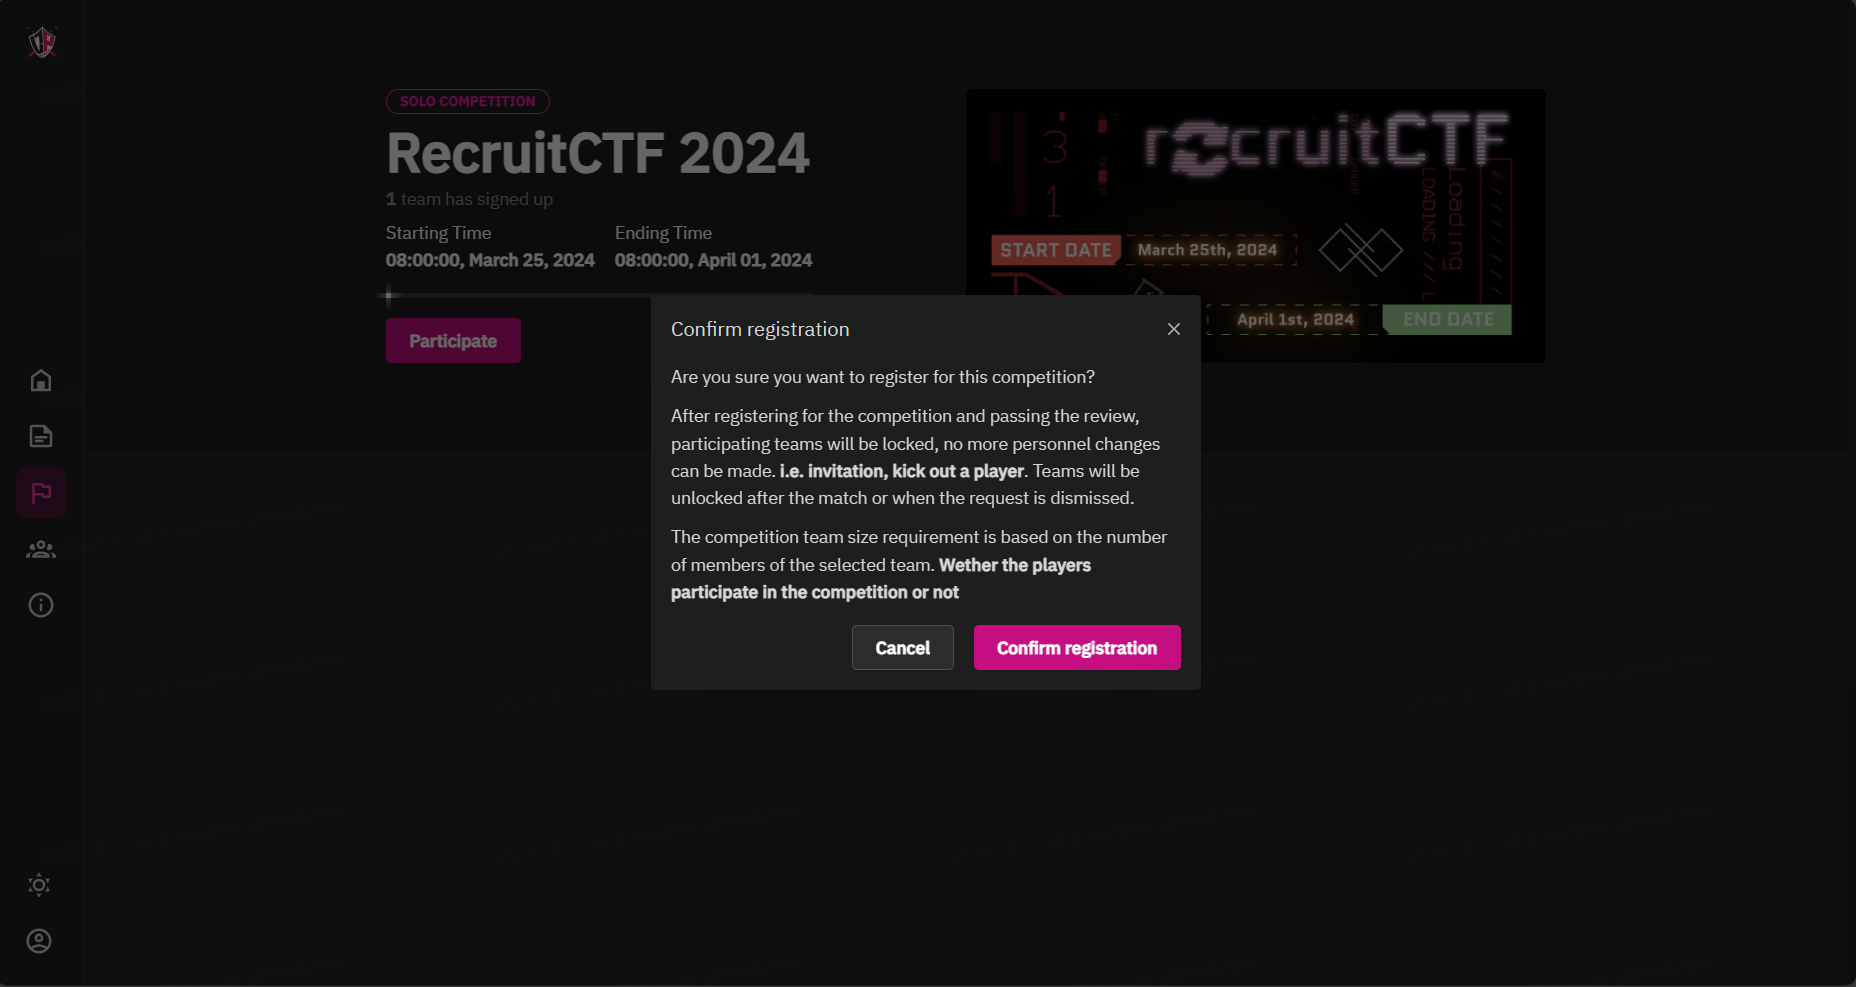 SOLO COMPETITION
RecruitCTF 2024
1 team has signed up
Starting Time
08:00:00, March 25, 2024
Ending Time
08:00:00, April 01, 2024
Participate
recruitCTF
3
1
START DATE
March 25th, 2024
LOADING /// L
Loading
April 1st, 2024
END DATE
Confirm registration
Are you sure you want to register for this competition?
After registering for the competition and passing the review,
participating teams will be locked, no more personnel changes
can be made. i.e. invitation, kick out a player. Teams will be
unlocked after the match or when the request is dismissed.
The competition team size requirement is based on the number
of members of the selected team. Wether the players
participate in the competition or not
Cancel
Confirm registration